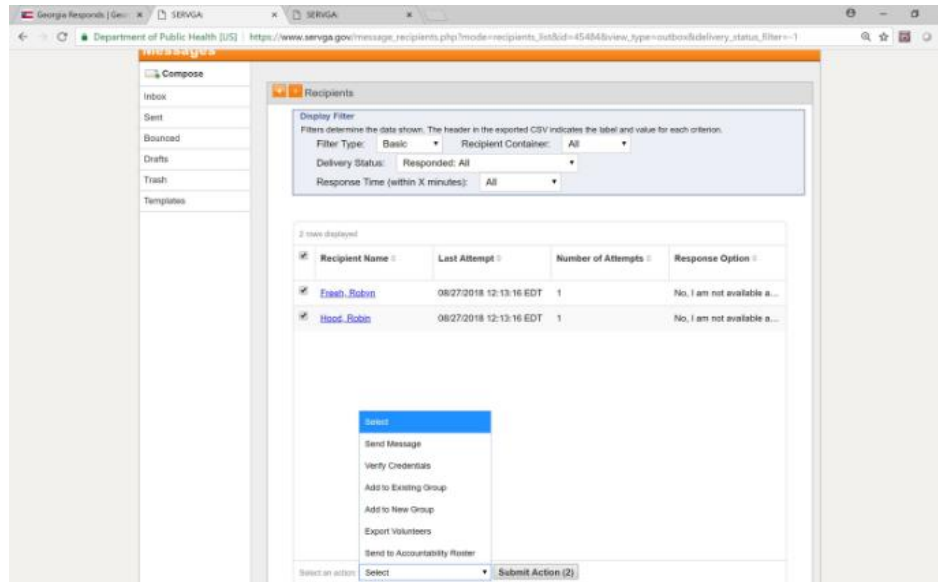 Georgia Responds | Geo
SERVGA
SERVGA
Department of Public Health [US] | https://www.servga.gov/message_recipients.php?mode=recipients_list&id=45484&view_type=outbox&delivery_status_filter=-1
Messages
Compose
Inbox
Sent
Bounced
Drafts
Trash
Templates
Recipients
Display Filter
Filters determine the data shown. The header in the exported CSV indicates the label and value for each criterion.
Filter Type: Basic Recipient Container: All
Delivery Status: Responded: All
Response Time (within X minutes): All
2 rows displayed
Recipient Name Last Attempt Number of Attempts Response Option
Fresh, Robyn 08/27/2018 12:13:16 EDT 1 No, I am not available a...
Hood, Robin 08/27/2018 12:13:16 EDT 1 No, I am not available a...
Select
Send Message
Verify Credentials
Add to Existing Group
Add to New Group
Export Volunteers
Send to Accountability Roster
Select an action: Select Submit Action (2)